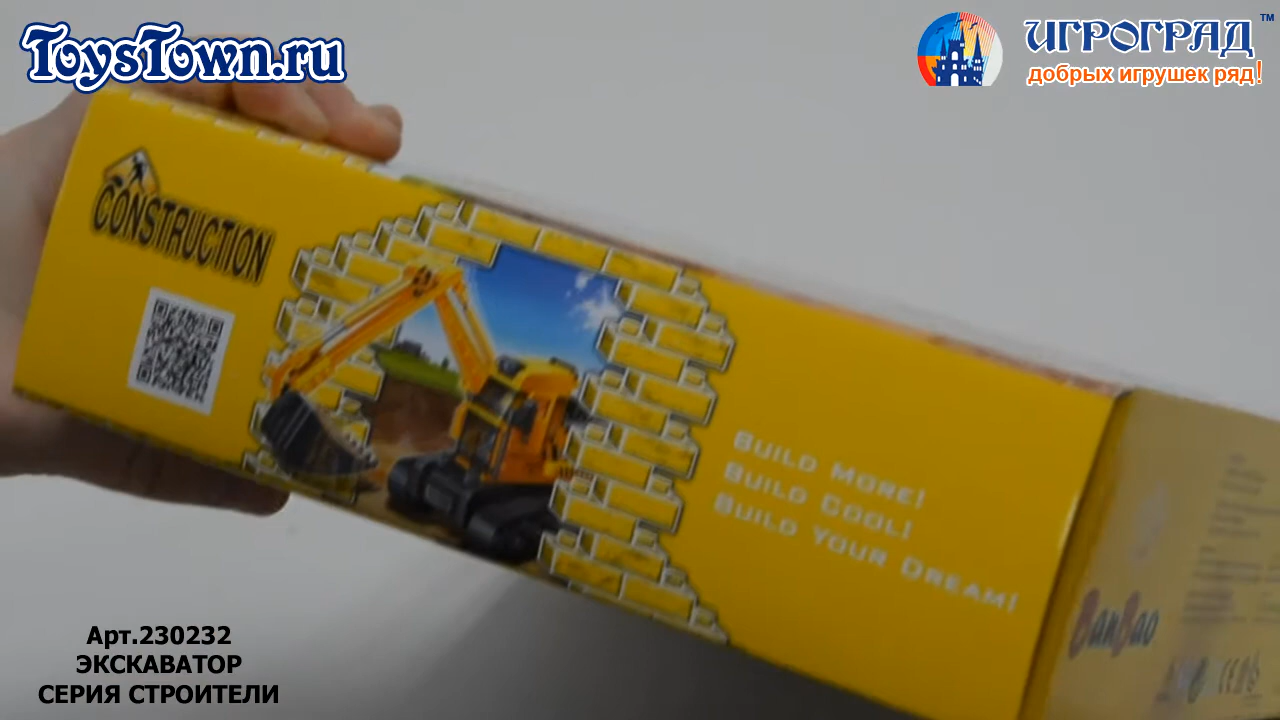 ToysTown.ru
ИГРОГРАД™
добрых игрушек ряд!
CONSTRUCTION
BUILD MORE!
BUILD COOL!
BUILD YOUR DREAM!
BanBao
CE
Арт.230232
ЭКСКАВАТОР
СЕРИЯ СТРОИТЕЛИ